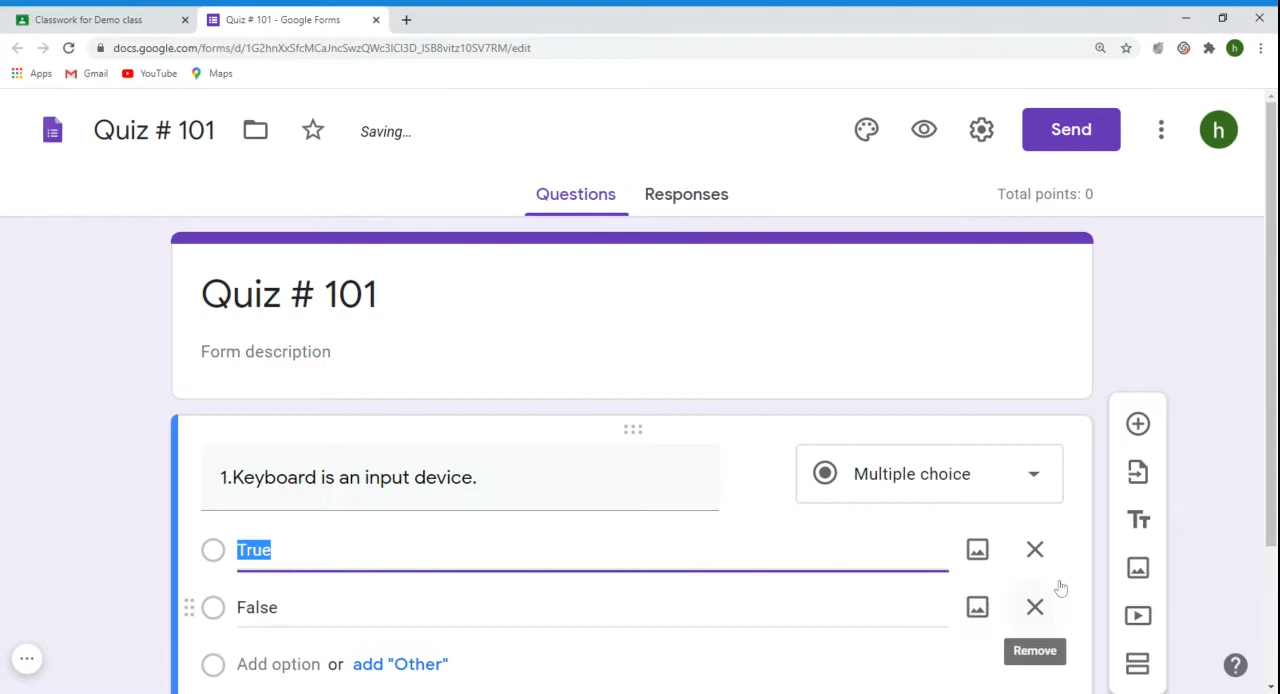 Classwork for Demo class
Quiz # 101 - Google Forms
docs.google.com/forms/d/1G2hnXxSfcMCaJncSwzQWc3ICl3D_lSB8vitz10SV7RM/edit
h
Apps Gmail YouTube Maps
Quiz # 101 Saving... Send h
Questions Responses Total points: 0
Quiz # 101
Form description
1.Keyboard is an input device. Multiple choice
True
False
Add option or add "Other"
Remove